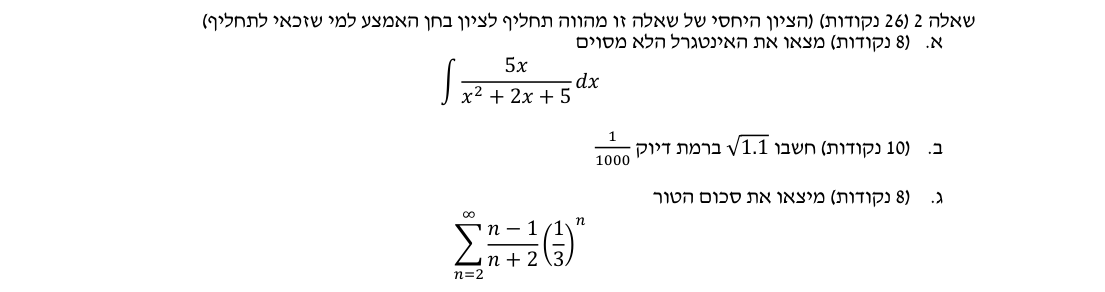 שאלה 2 (26 נקודות) (הציון היחסי של שאלה זו מהווה תחליף לציון בחן האמצע למי שזכאי לתחליף)
א. (8 נקודות) מצאו את האינטגרל הלא מסוים
∫ 5x / (x² + 2x + 5) dx
ב. (10 נקודות) חשבו √1.1 ברמת דיוק 1/1000
ג. (8 נקודות) מיצאו את סכום הטור
∑_{n=2}^{∞} (n − 1)/(n + 2) (1/3)^n